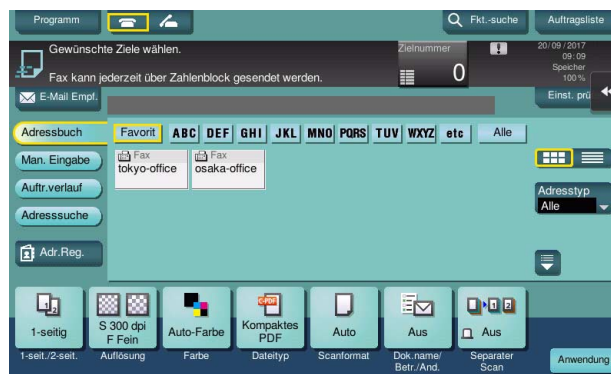 Programm
Fkt.-suche
Auftragsliste
Gewünschte Ziele wählen.
Fax kann jederzeit über Zahlenblock gesendet werden.
Zielnummer
0
20/09/2017
09:09
Speicher
100 %
E-Mail Empf.
Einst. prü
Adressbuch
Favorit ABC DEF GHI JKL MNO PQRS TUV WXYZ etc Alle
Man. Eingabe
Auftr.verlauf
Adresssuche
Adr.Reg.
Fax
tokyo-office
Fax
osaka-office
Adresstyp
Alle
1-seitig
1-seit./2-seit.
S 300 dpi
F Fein
Auflösung
Auto-Farbe
Farbe
Kompaktes
PDF
Dateityp
Auto
Scanformat
Aus
Dok.name/
Betr./And.
Aus
Separater
Scan
Anwendung